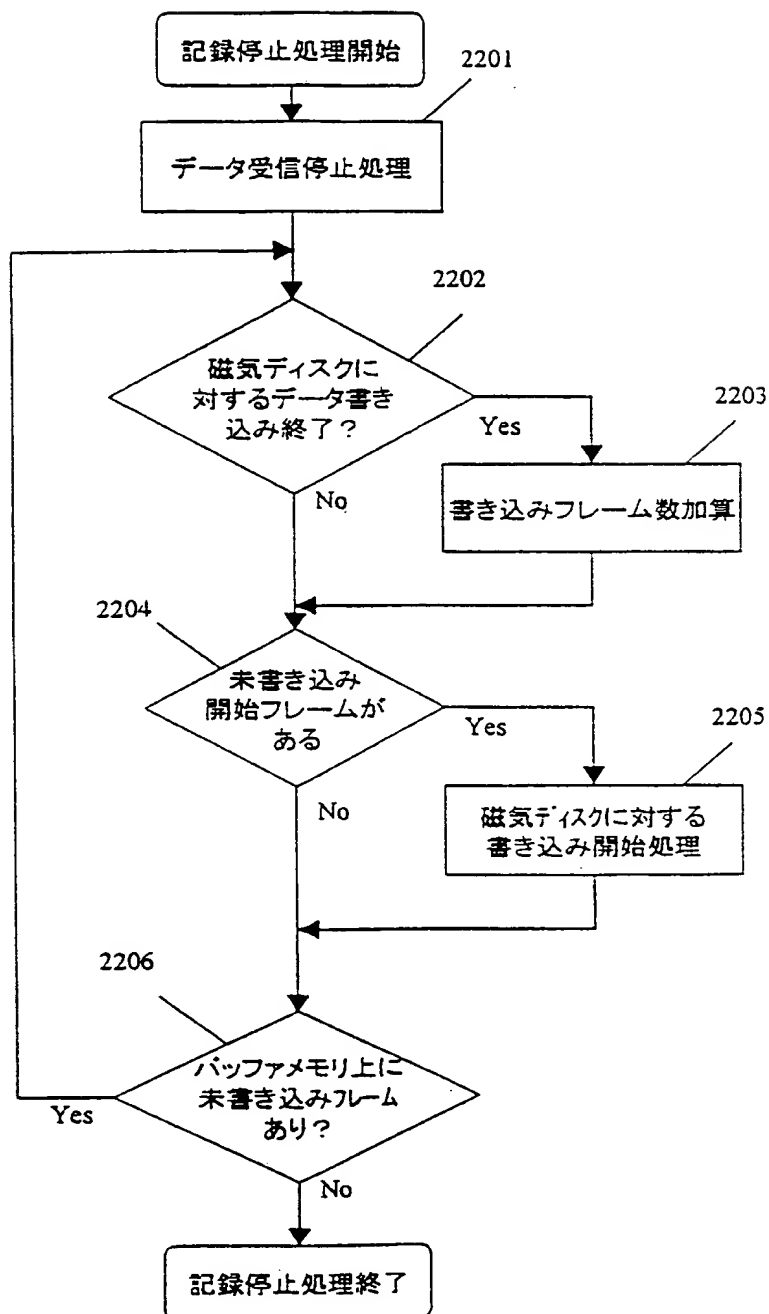 記録停止処理開始
2201
データ受信停止処理
2202
磁気ディスクに
対するデータ書き
込み終了？
Yes
2203
No
書き込みフレーム数加算
2204
未書き込み
開始フレームが
ある
Yes
2205
No
磁気ディスクに対する
書き込み開始処理
2206
バッファメモリ上に
未書き込みフレーム
あり？
Yes
No
記録停止処理終了